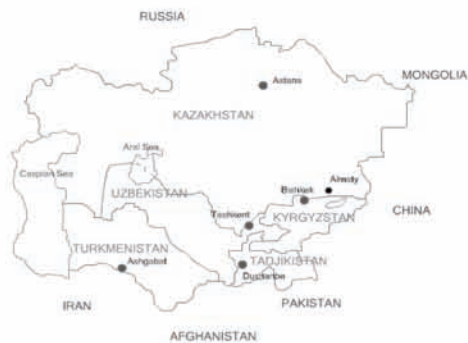 RUSSIA
MONGOLIA
Astana
KAZAKHSTAN
Aral Sea
Caspian Sea
UZBEKISTAN
Bishkek
Almaty
Tashkent
KYRGYZSTAN
CHINA
TURKMENISTAN
Ashgabat
TADJIKISTAN
Dushanbe
IRAN
PAKISTAN
AFGHANISTAN